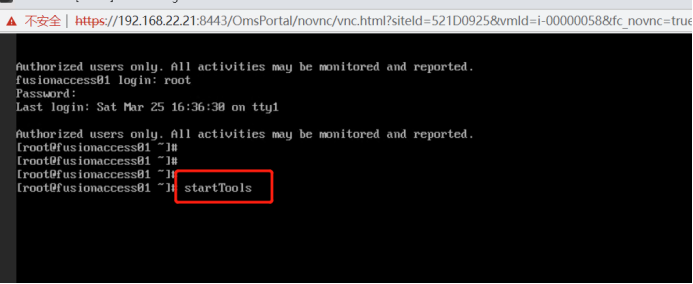 不安全 | https://192.168.22.21:8443/OmsPortal/novnc/vnc.html?siteId=521D0925&vmId=i-00000058&fc_novnc=true
Authorized users only. All activities may be monitored and reported.
fusionaccess01 login: root
Password:
Last login: Sat Mar 25 16:36:30 on tty1
Authorized users only. All activities may be monitored and reported.
[root@fusionaccess01 ~]#
[root@fusionaccess01 ~]#
[root@fusionaccess01 ~]#
[root@fusionaccess01 ~]# startTools